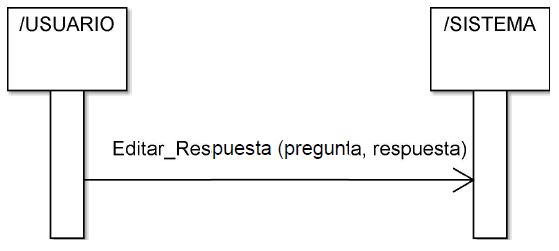 /USUARIO
/SISTEMA
Editar_Respuesta (pregunta, respuesta)